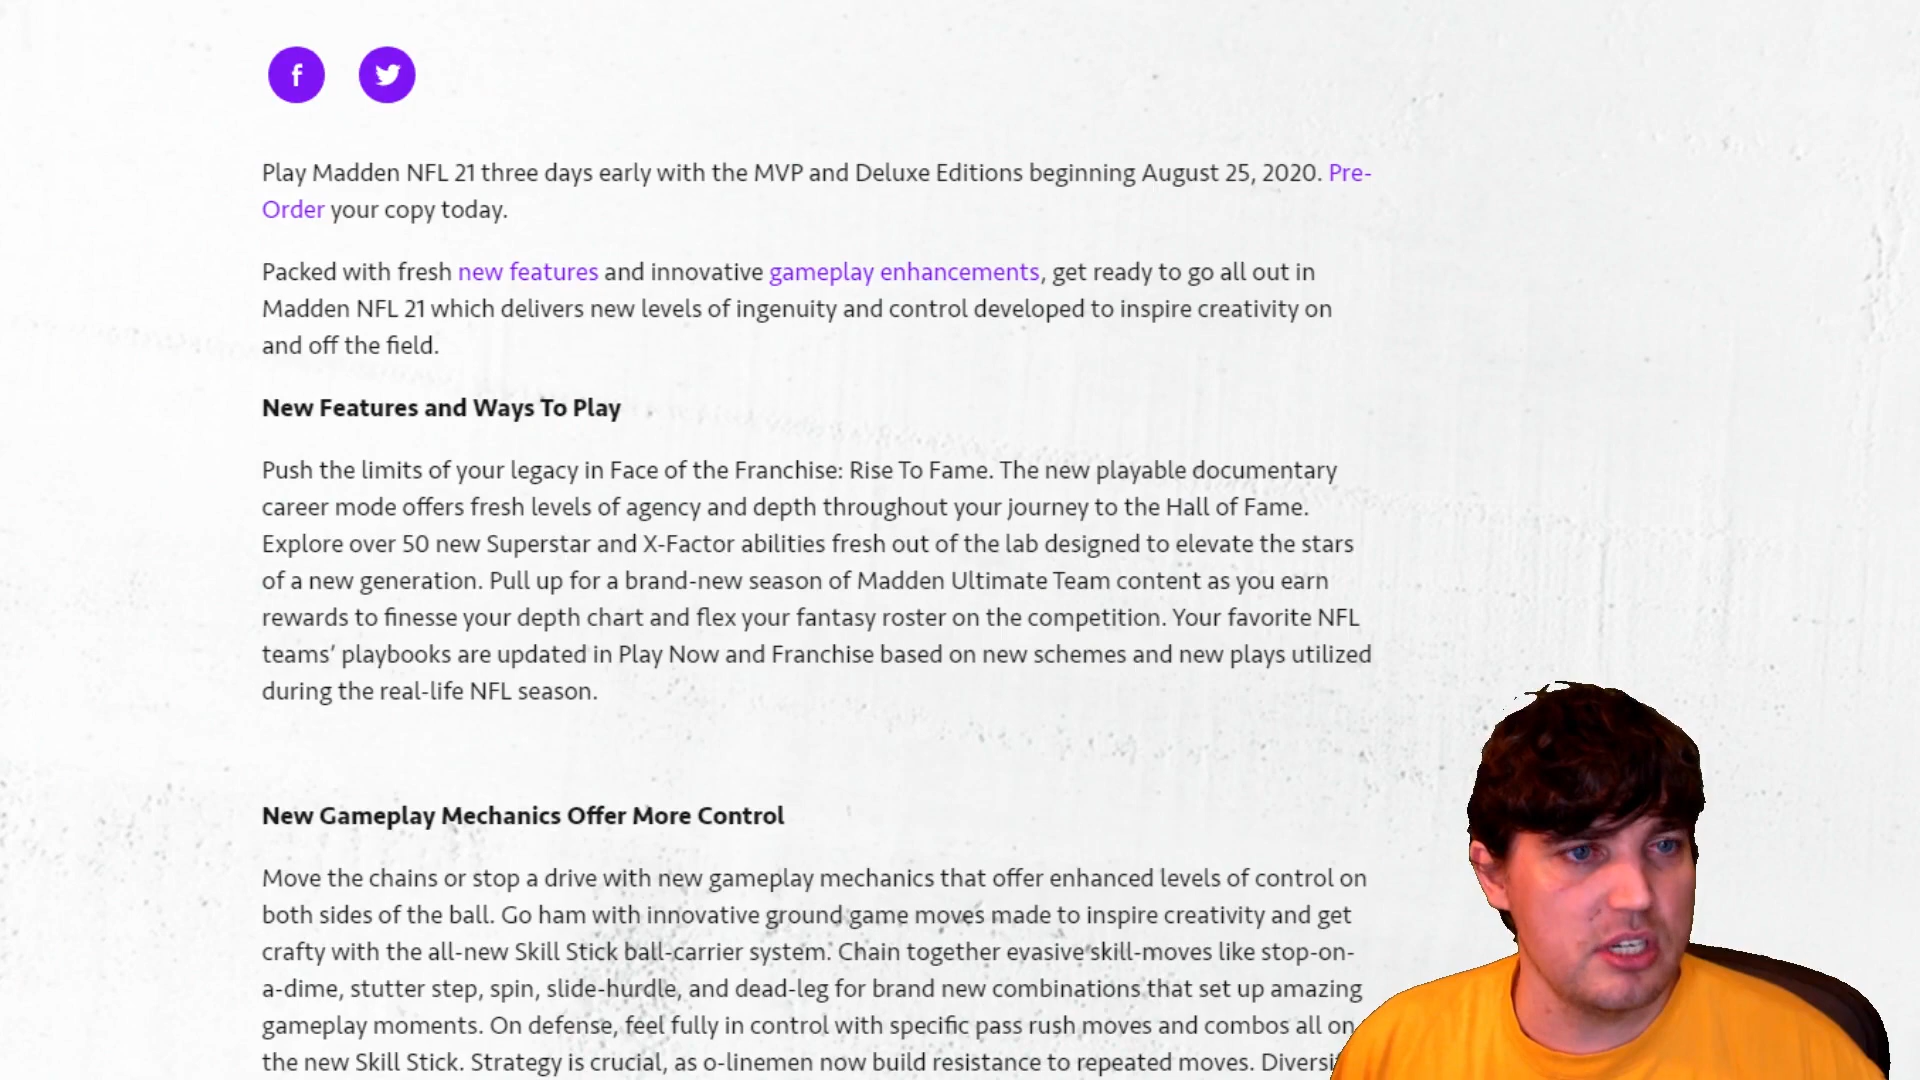 Play Madden NFL 21 three days early with the MVP and Deluxe Editions beginning August 25, 2020. Pre-
Order your copy today.
Packed with fresh new features and innovative gameplay enhancements, get ready to go all out in
Madden NFL 21 which delivers new levels of ingenuity and control developed to inspire creativity on
and off the field.
New Features and Ways To Play
Push the limits of your legacy in Face of the Franchise: Rise To Fame. The new playable documentary
career mode offers fresh levels of agency and depth throughout your journey to the Hall of Fame.
Explore over 50 new Superstar and X-Factor abilities fresh out of the lab designed to elevate the stars
of a new generation. Pull up for a brand-new season of Madden Ultimate Team content as you earn
rewards to finesse your depth chart and flex your fantasy roster on the competition. Your favorite NFL
teams’ playbooks are updated in Play Now and Franchise based on new schemes and new plays utilized
during the real-life NFL season.
New Gameplay Mechanics Offer More Control
Move the chains or stop a drive with new gameplay mechanics that offer enhanced levels of control on
both sides of the ball. Go ham with innovative ground game moves made to inspire creativity and get
crafty with the all-new Skill Stick ball-carrier system. Chain together evasive skill-moves like stop-on-
a-dime, stutter step, spin, slide-hurdle, and dead-leg for brand new combinations that set up amazing
gameplay moments. On defense, feel fully in control with specific pass rush moves and combos all on
the new Skill Stick. Strategy is crucial, as o-linemen now build resistance to repeated moves.